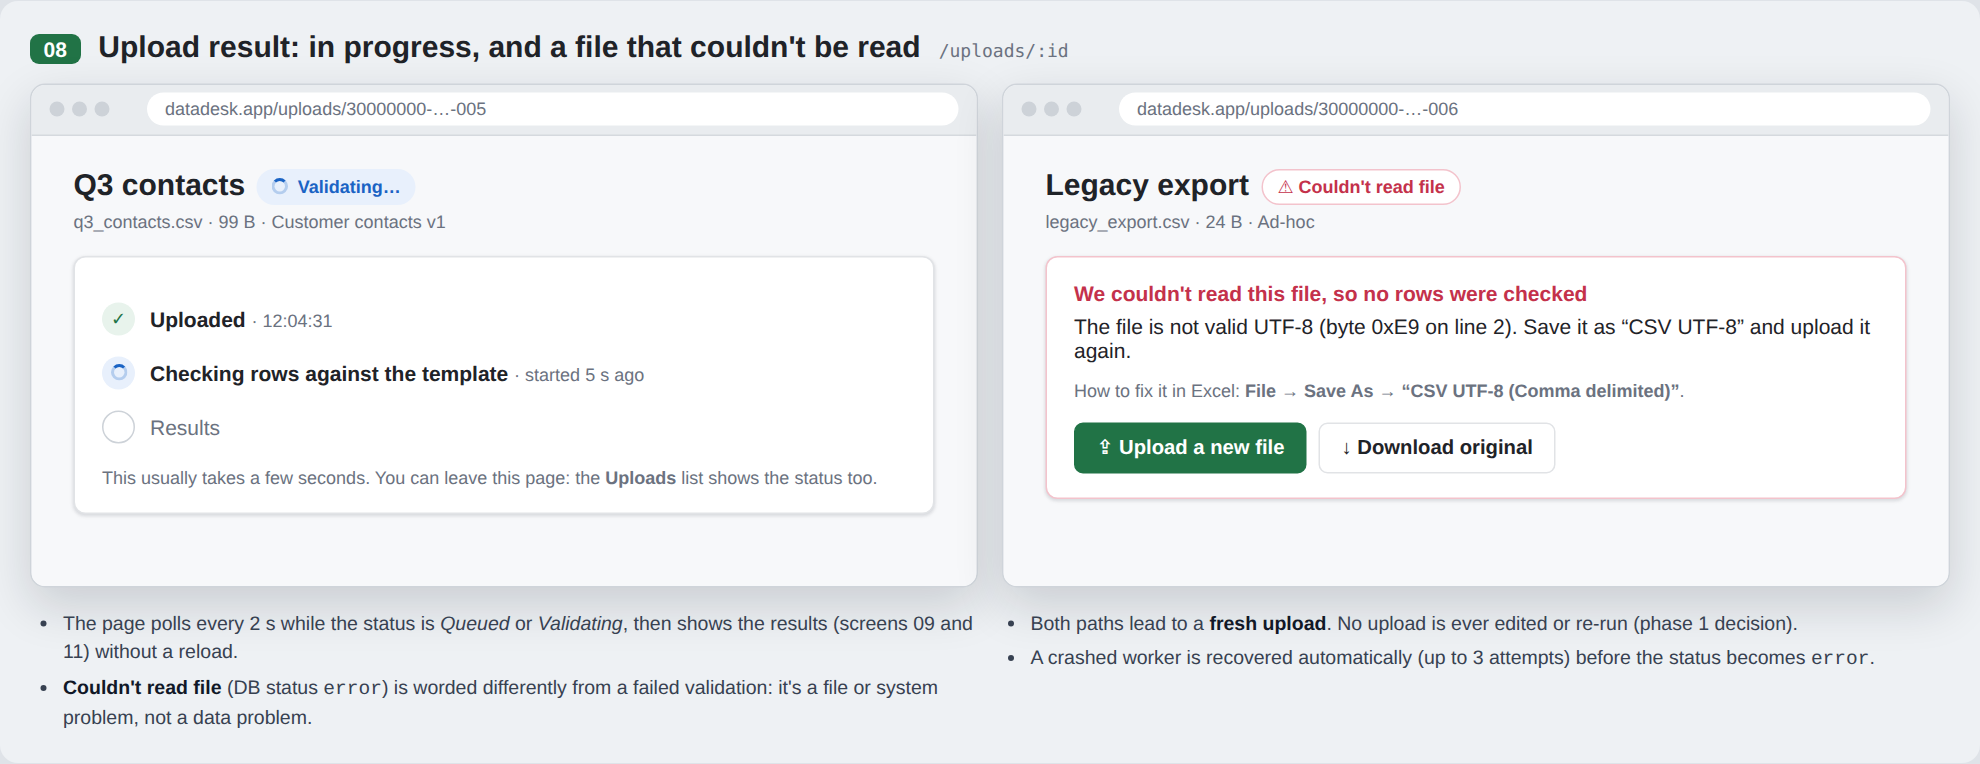 08 Upload result: in progress, and a file that couldn't be read /uploads/:id
datadesk.app/uploads/30000000-…-005
Q3 contacts Validating…
q3_contacts.csv · 99 B · Customer contacts v1
✓ Uploaded · 12:04:31
Checking rows against the template · started 5 s ago
Results
This usually takes a few seconds. You can leave this page: the Uploads list shows the status too.
• The page polls every 2 s while the status is Queued or Validating, then shows the results (screens 09 and
11) without a reload.
• Couldn't read file (DB status error) is worded differently from a failed validation: it's a file or system
problem, not a data problem.
datadesk.app/uploads/30000000-…-006
Legacy export ⚠ Couldn't read file
legacy_export.csv · 24 B · Ad-hoc
We couldn't read this file, so no rows were checked
The file is not valid UTF-8 (byte 0xE9 on line 2). Save it as “CSV UTF-8” and upload it
again.
How to fix it in Excel: File → Save As → “CSV UTF-8 (Comma delimited)”.
⇪ Upload a new file ↓ Download original
• Both paths lead to a fresh upload. No upload is ever edited or re-run (phase 1 decision).
• A crashed worker is recovered automatically (up to 3 attempts) before the status becomes error.